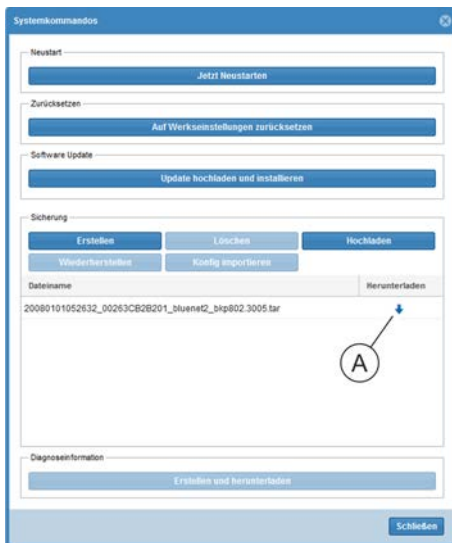 Systemkommandos
Neustart
Jetzt Neustarten
Zurücksetzen
Auf Werkseinstellungen zurücksetzen
Software Update
Update hochladen und installieren
Sicherung
Erstellen Löschen Hochladen
Wiederherstellen Konfig importieren
Dateiname Herunterladen
20080101052632_00263CB2B201_bluenet2_bkp802.3005.tar
A
Diagnoseinformation
Erstellen und herunterladen
Schließen